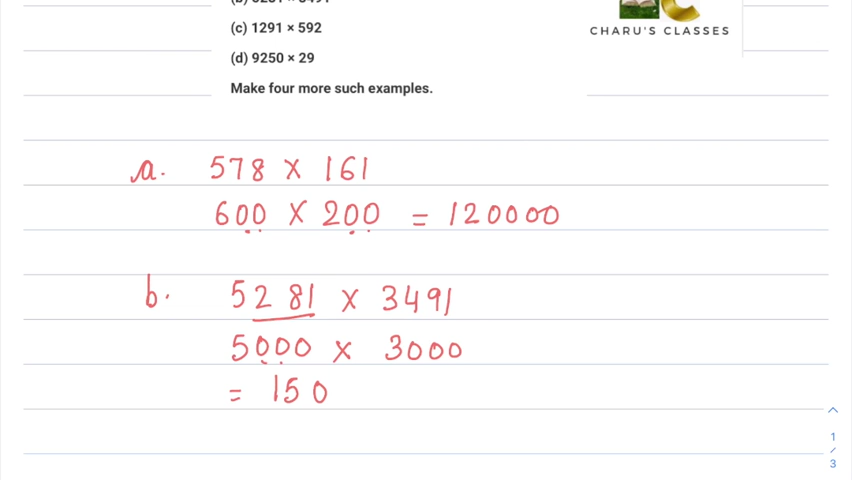 CHARU'S CLASSES
(c) 1291 × 592
(d) 9250 × 29
Make four more such examples.
a. 578 × 161
600 × 200 = 120000
b. 5281 × 3491
5000 × 3000
= 150
1
/
3